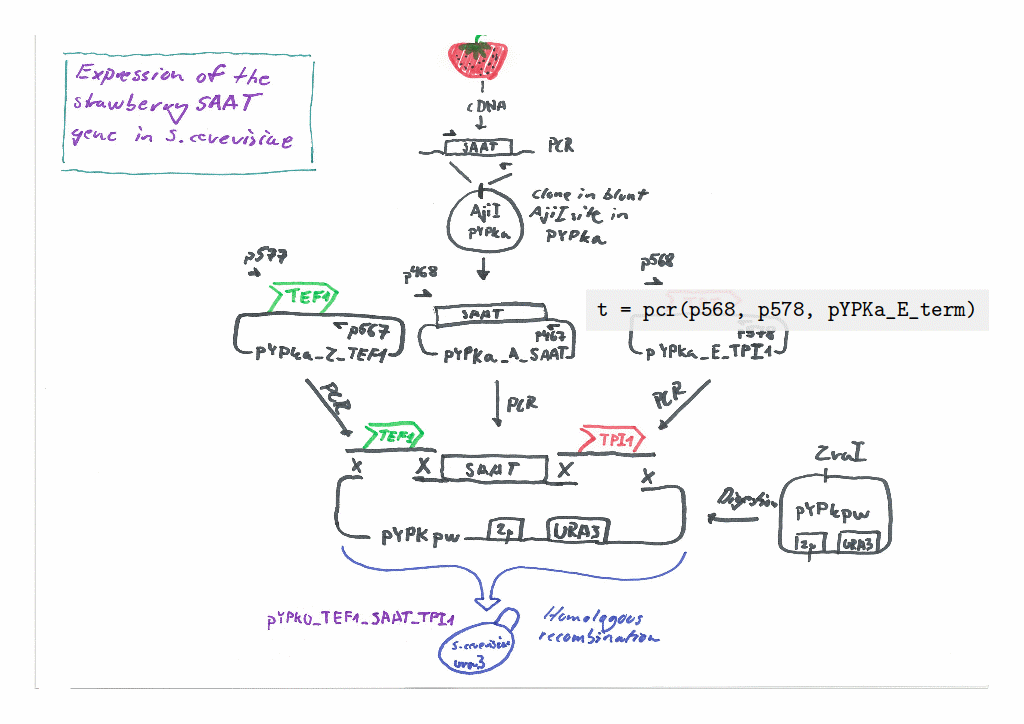 Expression of the
strawberry SAAT
gene in S. cerevisiae
cDNA
SAAT
PCR
AjiI
pYPka
Clone in blunt
AjiI site in
pYPKa
p577
TEF1
p567
pYPka_Z_TEF1
p468
SAAT
p467
pYPKa_A_SAAT
p568
t = pcr(p568, p578, pYPKa_E_term)
pYPKa_E_TPI1
PCR
PCR
PCR
TEF1
TPI1
X
X
SAAT
X
X
pYPKpw
2µ
URA3
Digestion
ZraI
pYPkpw
2µ
URA3
pYPK0_TEF1_SAAT_TPI1
Homologous
recombination
S. cerevisiae
ura3